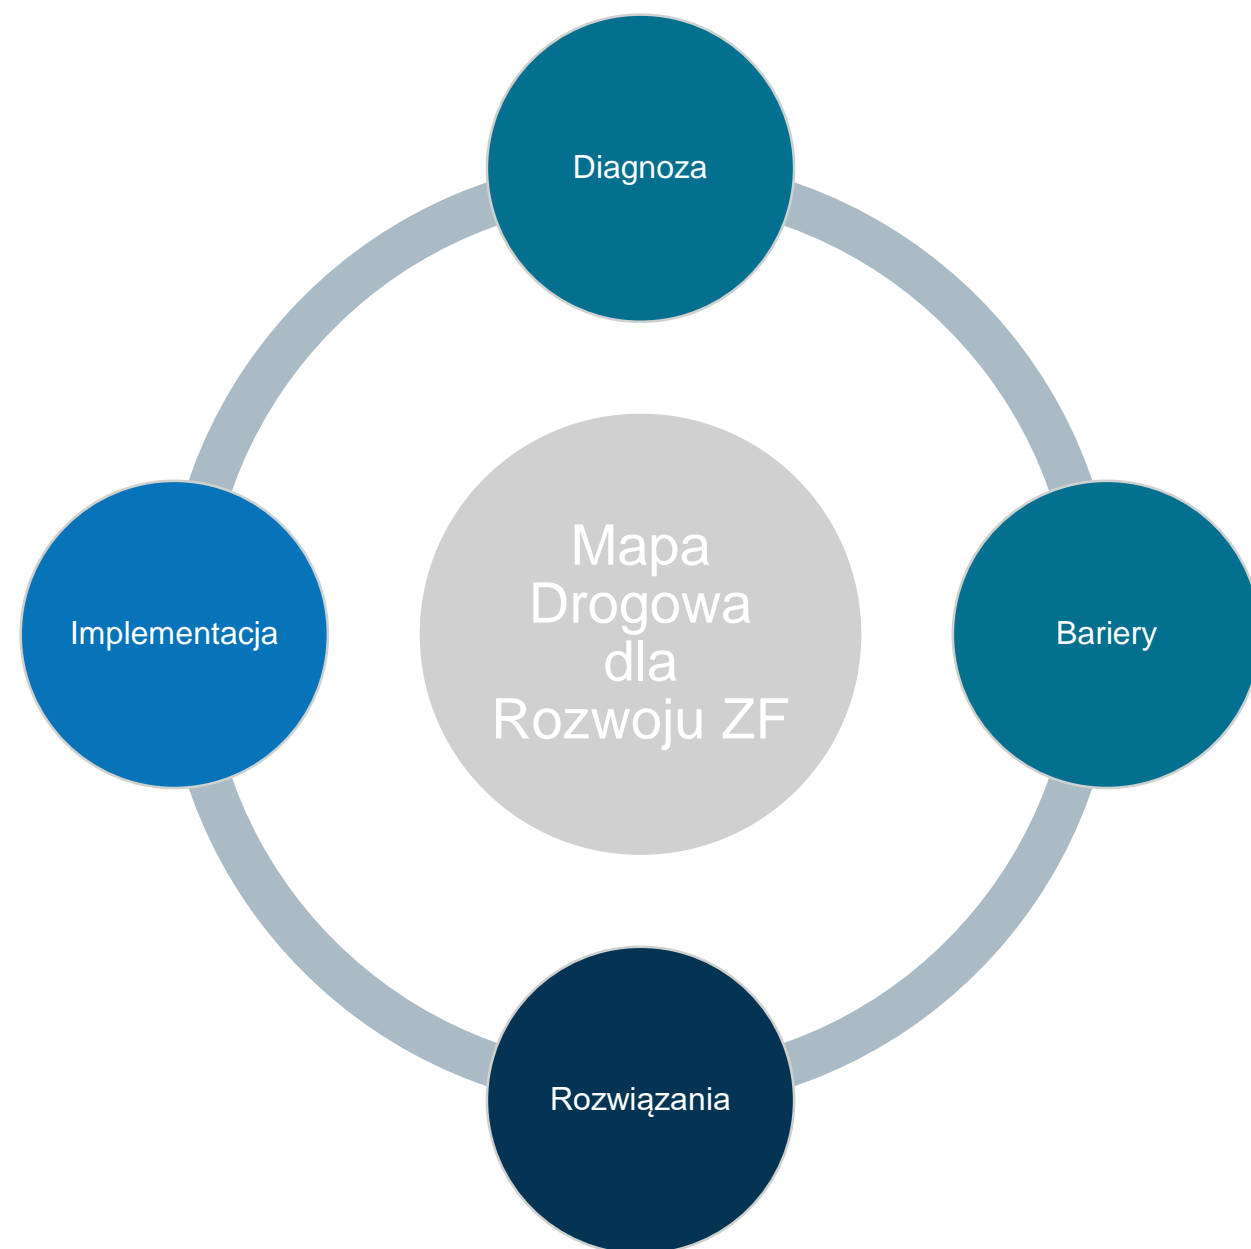 Diagnoza
Implementacja
Mapa
Drogowa
dla
Rozwoju ZF
Bariery
Rozwiązania